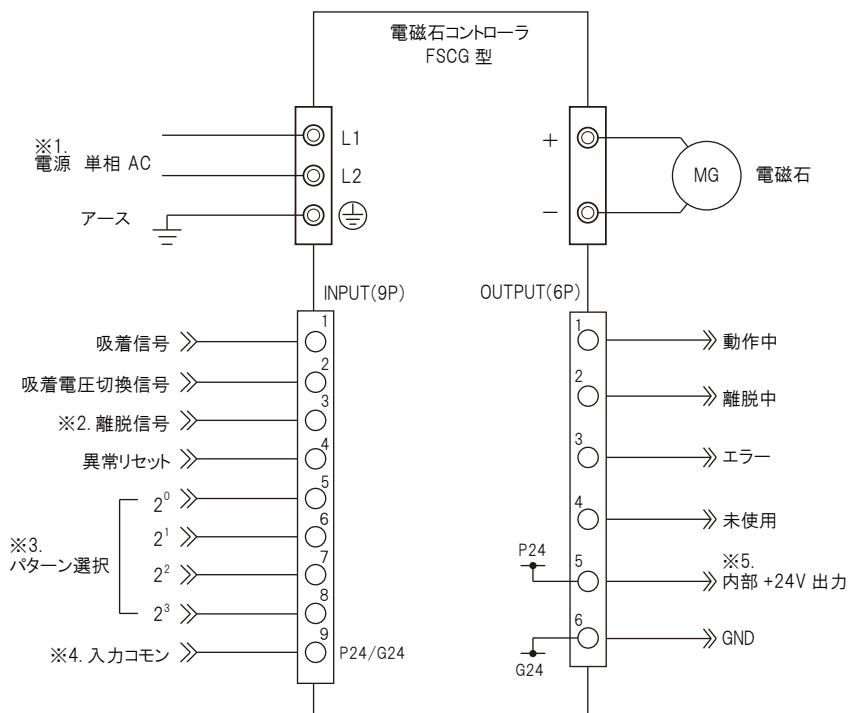 電磁石コントローラ
FSCG 型
※1.
電源 単相 AC
アース
L1
L2
+
−
MG
電磁石
INPUT(9P)
吸着信号 1
吸着電圧切換信号 2
※2. 離脱信号 3
異常リセット 4
※3.
パターン選択
2⁰ 5
2¹ 6
2² 7
2³ 8
※4. 入力コモン 9 P24/G24
OUTPUT(6P)
1 動作中
2 離脱中
3 エラー
4 未使用
P24
5 ※5.
内部 +24V 出力
6 GND
G24